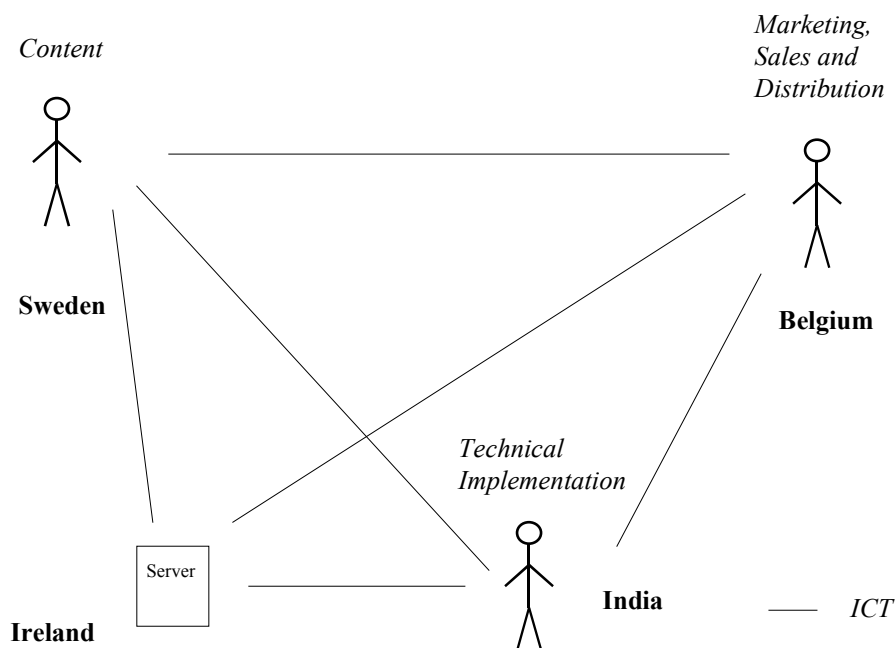 Content
Marketing,
Sales and
Distribution
Sweden
Belgium
Technical
Implementation
Server
India
ICT
Ireland